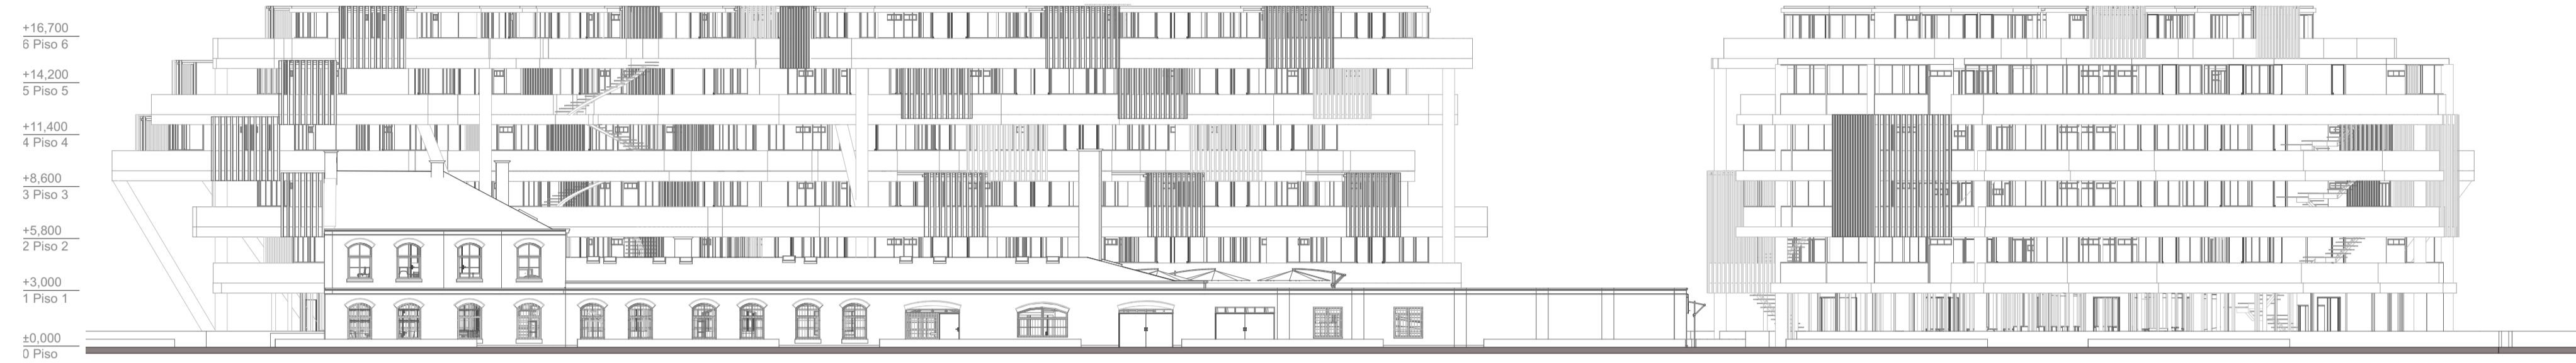 +16,700
6 Piso 6
+14,200
5 Piso 5
+11,400
4 Piso 4
+8,600
3 Piso 3
+5,800
2 Piso 2
+3,000
1 Piso 1
±0,000
0 Piso